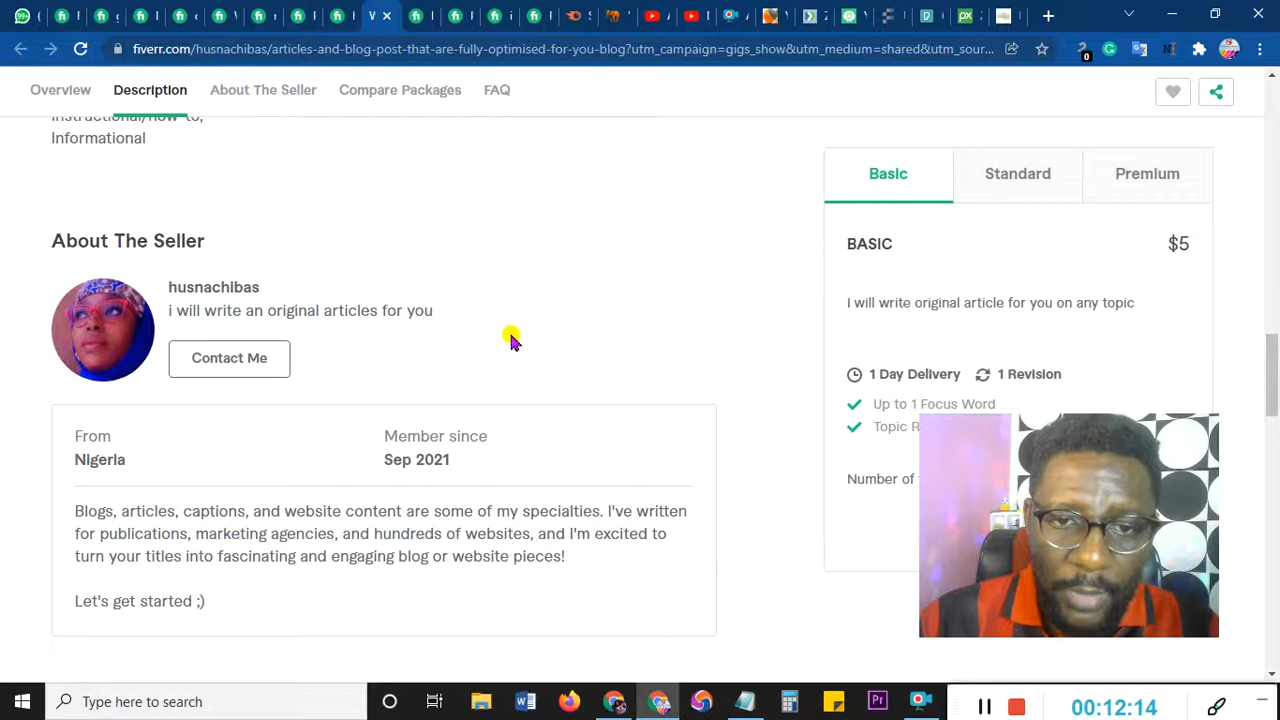 99+
V
fiverr.com/husnachibas/articles-and-blog-post-that-are-fully-optimised-for-you-blog?utm_campaign=gigs_show&utm_medium=shared&utm_sour...
0
Overview
Description
About The Seller
Compare Packages
FAQ
Instructional/how-to,
Informational
Basic
Standard
Premium
About The Seller
BASIC
$5
husnachibas
i will write an original articles for you
I will write original article for you on any topic
Contact Me
1 Day Delivery
1 Revision
Up to 1 Focus Word
Topic R
From
Member since
Nigeria
Sep 2021
Number of
Blogs, articles, captions, and website content are some of my specialties. I've written
for publications, marketing agencies, and hundreds of websites, and I'm excited to
turn your titles into fascinating and engaging blog or website pieces!
Let's get started ;)
Type here to search
Pr
00:12:14